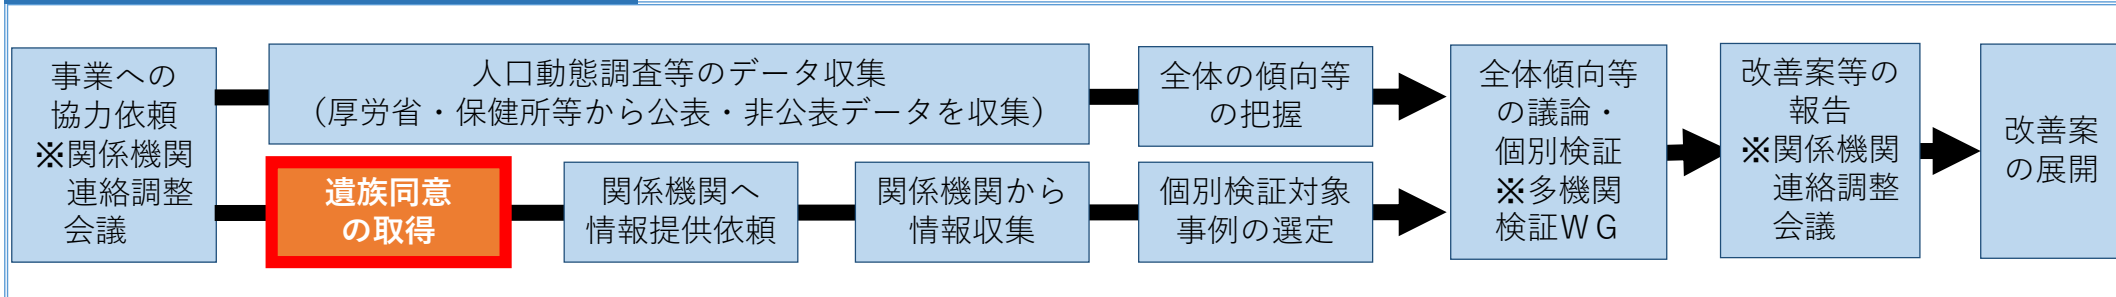 事業への
協力依頼
※関係機関
連絡調整
会議
人口動態調査等のデータ収集
（厚労省・保健所等から公表・非公表データを収集）
全体の傾向等
の把握
遺族同意
の取得
関係機関へ
情報提供依頼
関係機関から
情報収集
個別検証対象
事例の選定
全体傾向等
の議論・
個別検証
※多機関
検証ＷＧ
改善案等の
報告
※関係機関
連絡調整
会議
改善案
の展開